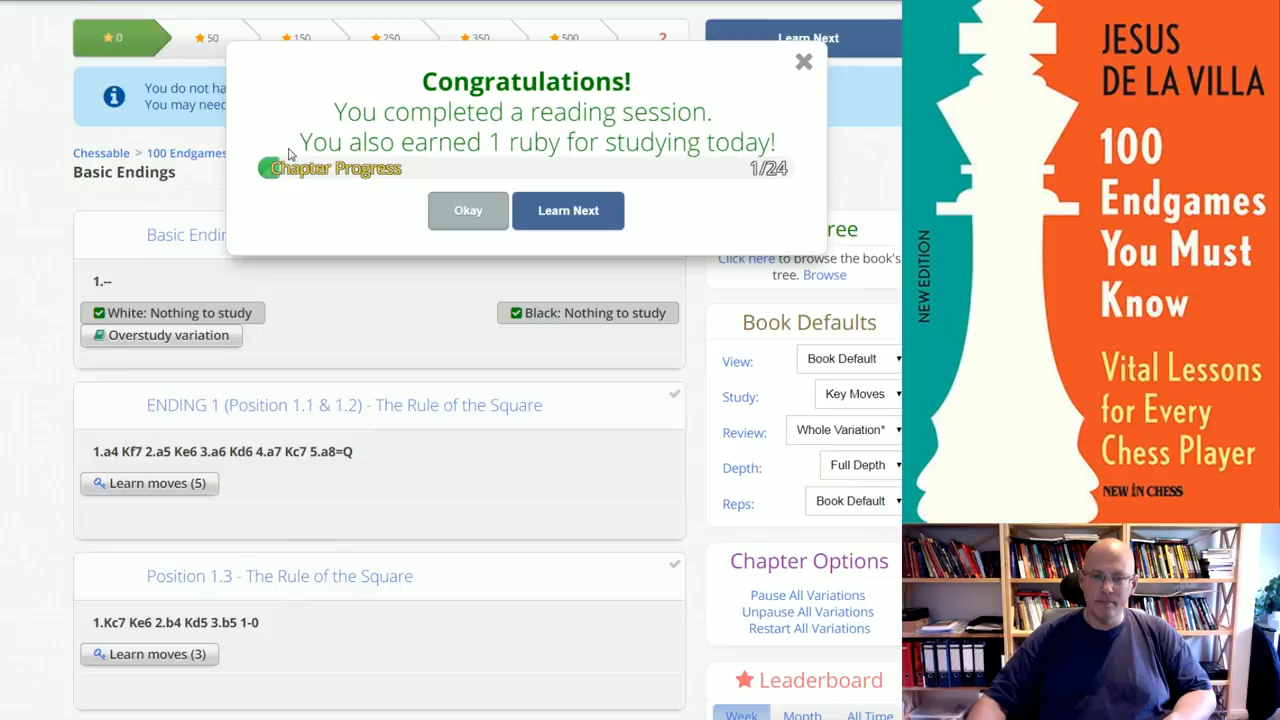 0
50
150
250
350
500
?
Learn Next
You do not ha
You may need
Congratulations!
You completed a reading session.
You also earned 1 ruby for studying today!
Chapter Progress
1/24
Okay
Learn Next
Chessable > 100 Endgames
Basic Endings
Basic Endin
1.--
White: Nothing to study
Black: Nothing to study
Overstudy variation
ENDING 1 (Position 1.1 & 1.2) - The Rule of the Square
1.a4 Kf7 2.a5 Ke6 3.a6 Kd6 4.a7 Kc7 5.a8=Q
Learn moves (5)
Position 1.3 - The Rule of the Square
1.Kc7 Ke6 2.b4 Kd5 3.b5 1-0
Learn moves (3)
ree
Click here to browse the book's
tree. Browse
Book Defaults
View:
Book Default
Study:
Key Moves
Review:
Whole Variation*
Depth:
Full Depth
Reps:
Book Default
Chapter Options
Pause All Variations
Unpause All Variations
Restart All Variations
Leaderboard
Week
Month
All Time
JESUS
DE LA VILLA
100
Endgames
You Must
Know
NEW EDITION
Vital Lessons
for Every
Chess Player
NEW IN CHESS